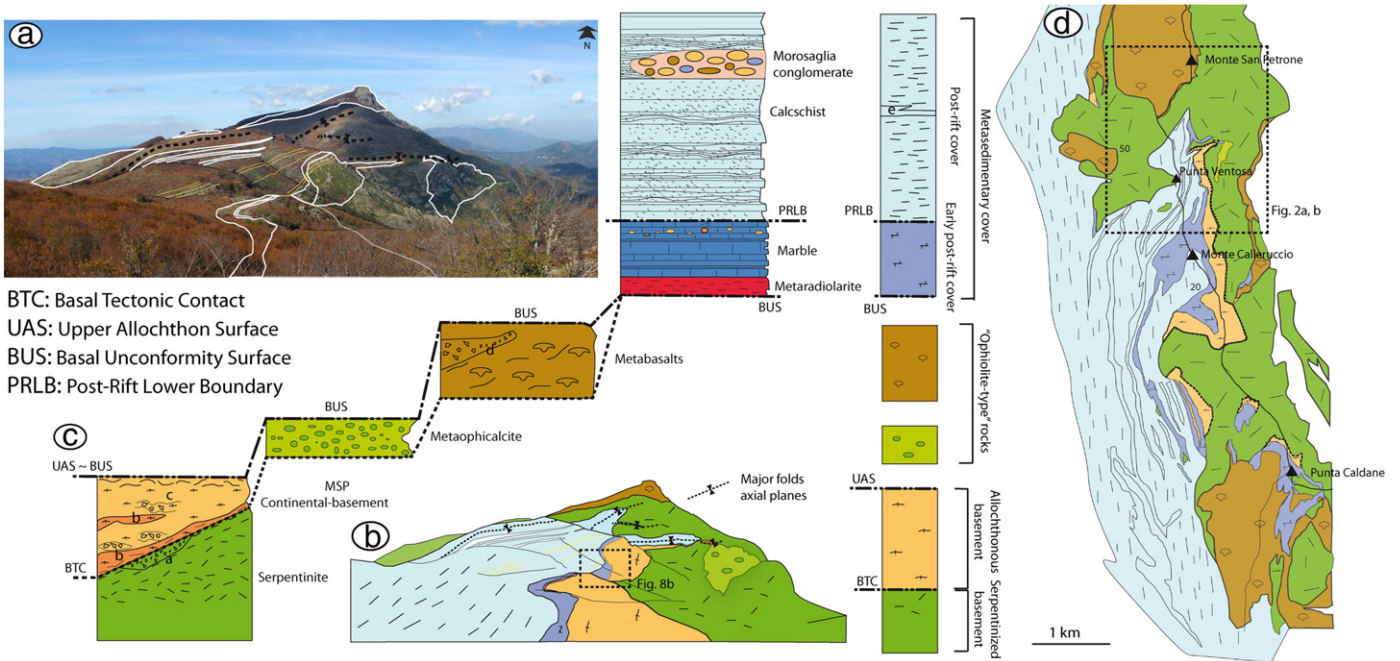 a
N
BTC: Basal Tectonic Contact
UAS: Upper Allochthon Surface
BUS: Basal Unconformity Surface
PRLB: Post-Rift Lower Boundary
c
UAS ~ BUS
c
b
b
a
BTC
MSP
Continental-basement
Serpentinite
BUS
Metaophicalcite
BUS
d
Metabasalts
Morosaglia
conglomerate
Calcschist
PRLB
Marble
Metaradiolarite
BUS
e
PRLB
BUS
Post-rift cover
Early post-rift cover
Metasedimentary cover
"Ophiolite-type" rocks
UAS
BTC
Allochthonous
basement
Serpentinized
basement
b
Major folds
axial planes
Fig. 8b
d
Monte San Petrone
50
Punta Ventosa
Fig. 2a, b
Monte Calleruccio
20
Punta Caldane
1 km